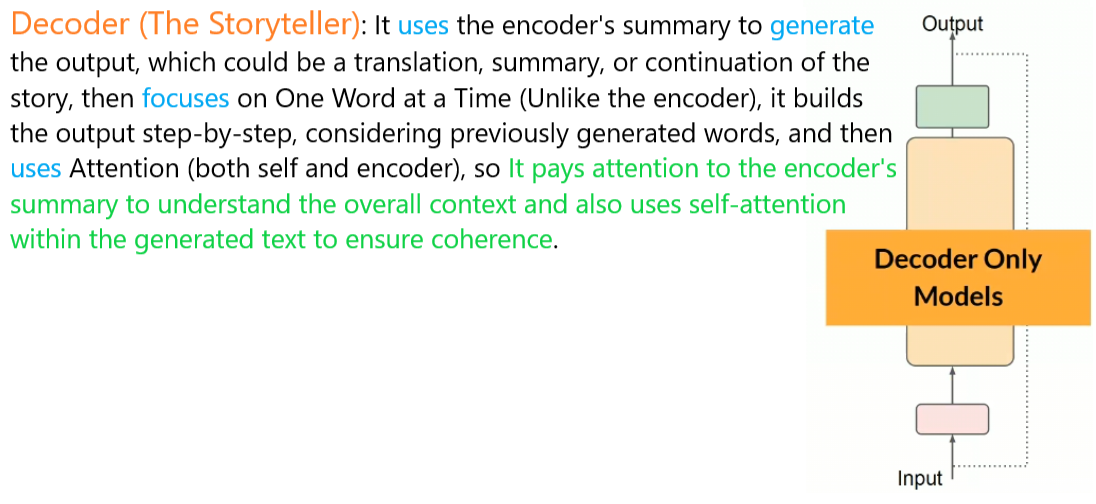 Decoder (The Storyteller): It uses the encoder's summary to generate
the output, which could be a translation, summary, or continuation of the
story, then focuses on One Word at a Time (Unlike the encoder), it builds
the output step-by-step, considering previously generated words, and then
uses Attention (both self and encoder), so It pays attention to the encoder's
summary to understand the overall context and also uses self-attention
within the generated text to ensure coherence.
Output
Decoder Only
Models
Input